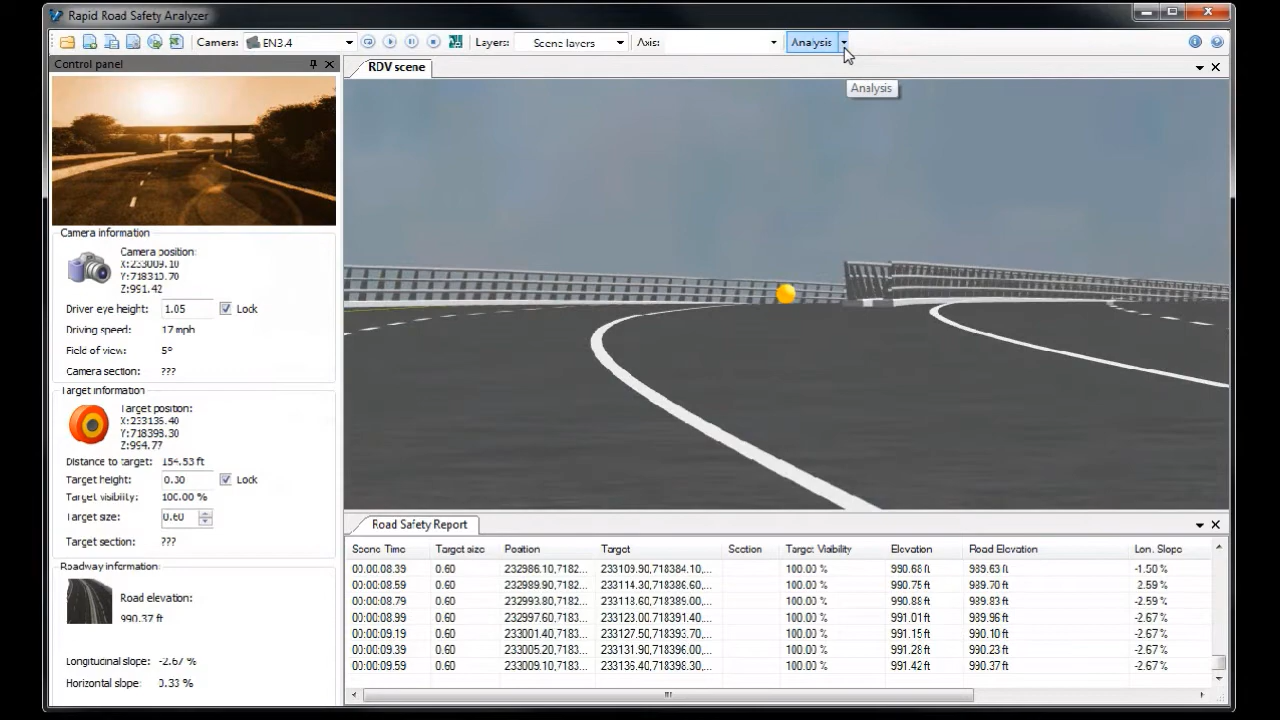 Rapid Road Safety Analyzer
Camera: EN3.4 Layers: Scene layers Axis: Analysis
Control panel
RDV scene
Analysis
Camera information
Camera position:
X:233009.10
Y:718310.70
Z:991.42
Driver eye height: 1.05 Lock
Driving speed: 17 mph
Field of view: 5°
Camera section: ???
Target information
Target position:
X:233136.40
Y:718398.30
Z:994.77
Distance to target: 154.53 ft
Target height: 0.30 Lock
Target visibility: 100.00 %
Target size: 0.60
Target section: ???
Roadway information:
Road elevation:
990.37 ft
Longitudinal slope: -2.67 %
Horizontal slope: 0.33 %
Road Safety Report
Scene Time Target size Position Target Section Target Visibility Elevation Road Elevation Lon. Slope
00:00:08.39 0.60 232986.10,7182... 233109.90,718384.10,... 100.00 % 990.68 ft 989.63 ft -1.50 %
00:00:08.59 0.60 232989.90,7182... 233114.30,718386.60,... 100.00 % 990.75 ft 989.70 ft 2.59 %
00:00:08.79 0.60 232993.80,7182... 233118.60,718389.00,... 100.00 % 990.88 ft 989.83 ft -2.59 %
00:00:08.99 0.60 232997.60,7183... 233123.00,718391.40,... 100.00 % 991.01 ft 989.96 ft -2.67 %
00:00:09.19 0.60 233001.40,7183... 233127.50,718393.70,... 100.00 % 991.15 ft 990.10 ft -2.67 %
00:00:09.39 0.60 233005.20,7183... 233131.90,718396.00,... 100.00 % 991.28 ft 990.23 ft -2.67 %
00:00:09.59 0.60 233009.10,7183... 233136.40,718398.30,... 100.00 % 991.42 ft 990.37 ft -2.67 %